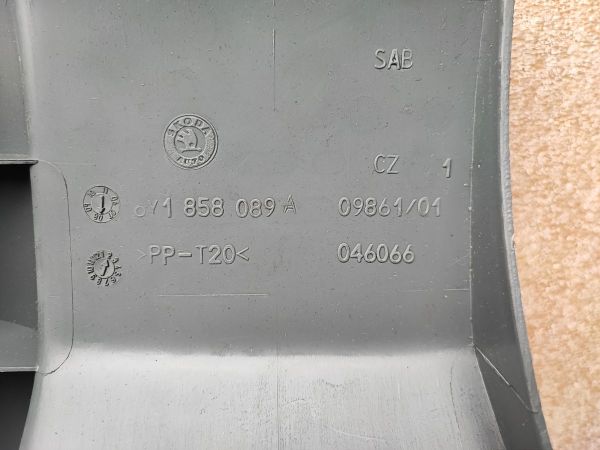 SAB
ŠKODA
AUTO
CZ 1
6Y1 858 089 A 09861/01
>PP-T20< 046066